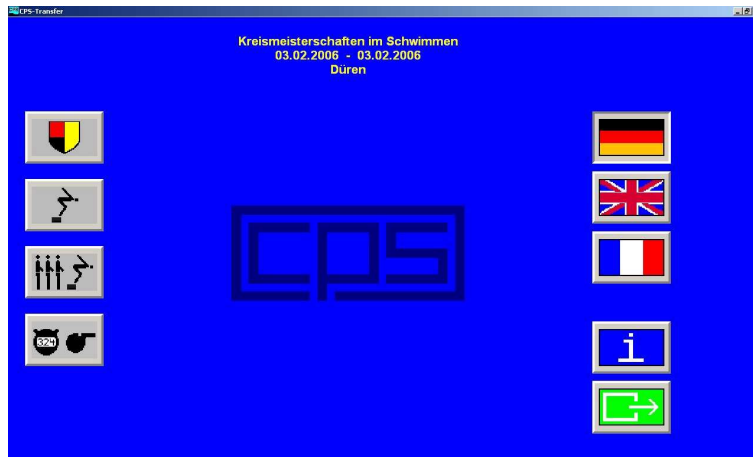 CPS-Transfer
Kreismeisterschaften im Schwimmen
03.02.2006 - 03.02.2006
Düren
CPS
324
i